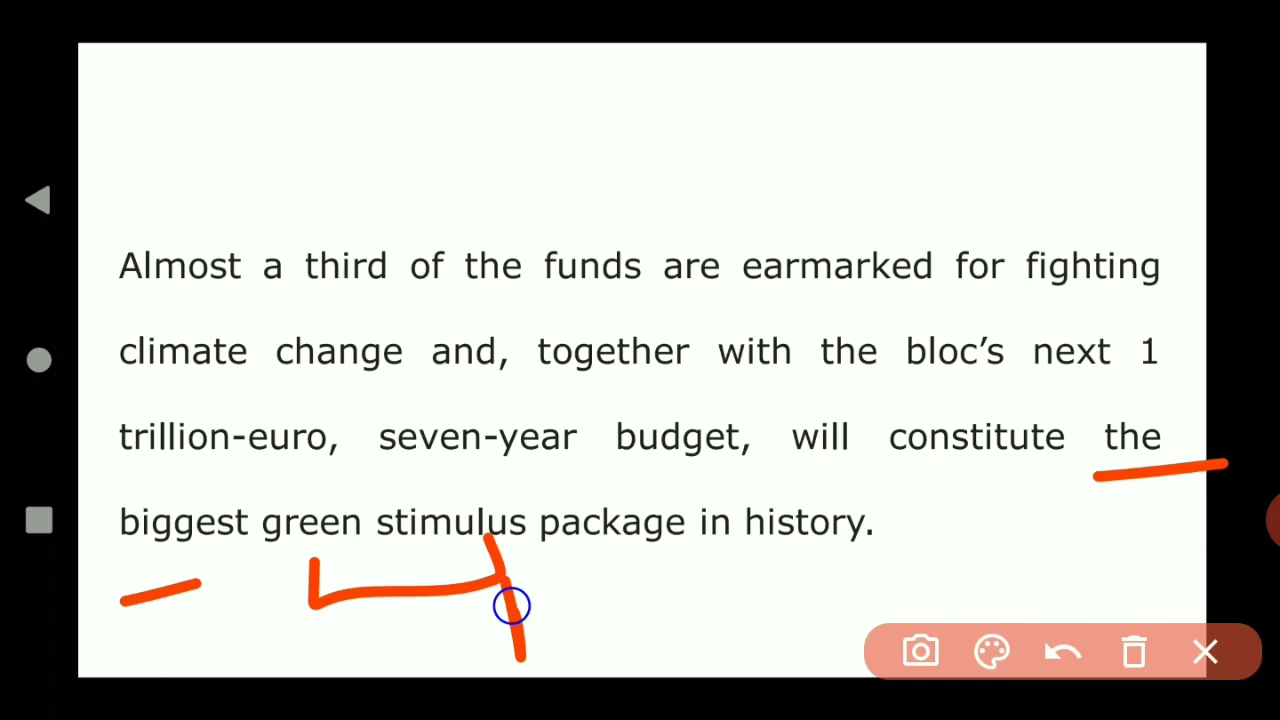 Almost a third of the funds are earmarked for fighting
climate change and, together with the bloc’s next 1
trillion-euro, seven-year budget, will constitute the
biggest green stimulus package in history.